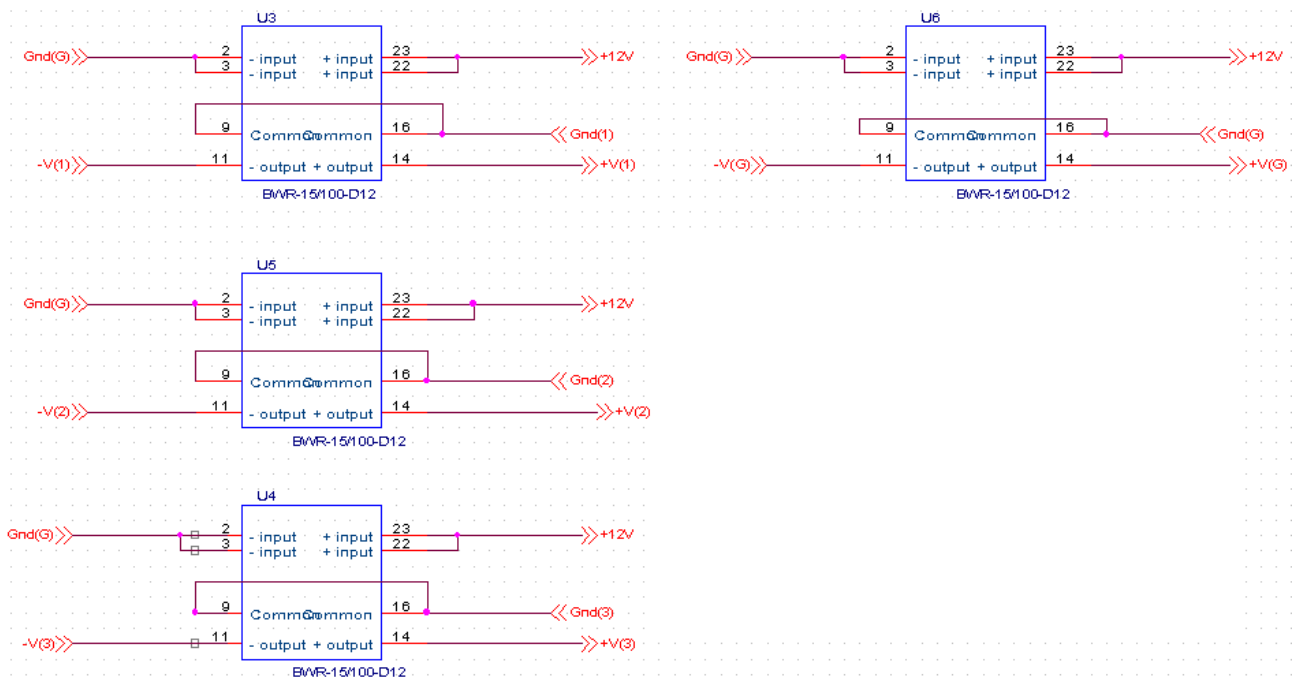 U3
Gnd(G) 2 - input + input 23 +12V
3 - input + input 22
9 Common Common 16 Gnd(1)
-V(1) 11 - output + output 14 +V(1)
BWR-15/100-D12
U6
Gnd(G) 2 - input + input 23 +12V
3 - input + input 22
9 Common Common 16 Gnd(G)
-V(G) 11 - output + output 14 +V(G)
BWR-15/100-D12
U5
Gnd(G) 2 - input + input 23 +12V
3 - input + input 22
9 Common Common 16 Gnd(2)
-V(2) 11 - output + output 14 +V(2)
BWR-15/100-D12
U4
Gnd(G) 2 - input + input 23 +12V
3 - input + input 22
9 Common Common 16 Gnd(3)
-V(3) 11 - output + output 14 +V(3)
BWR-15/100-D12